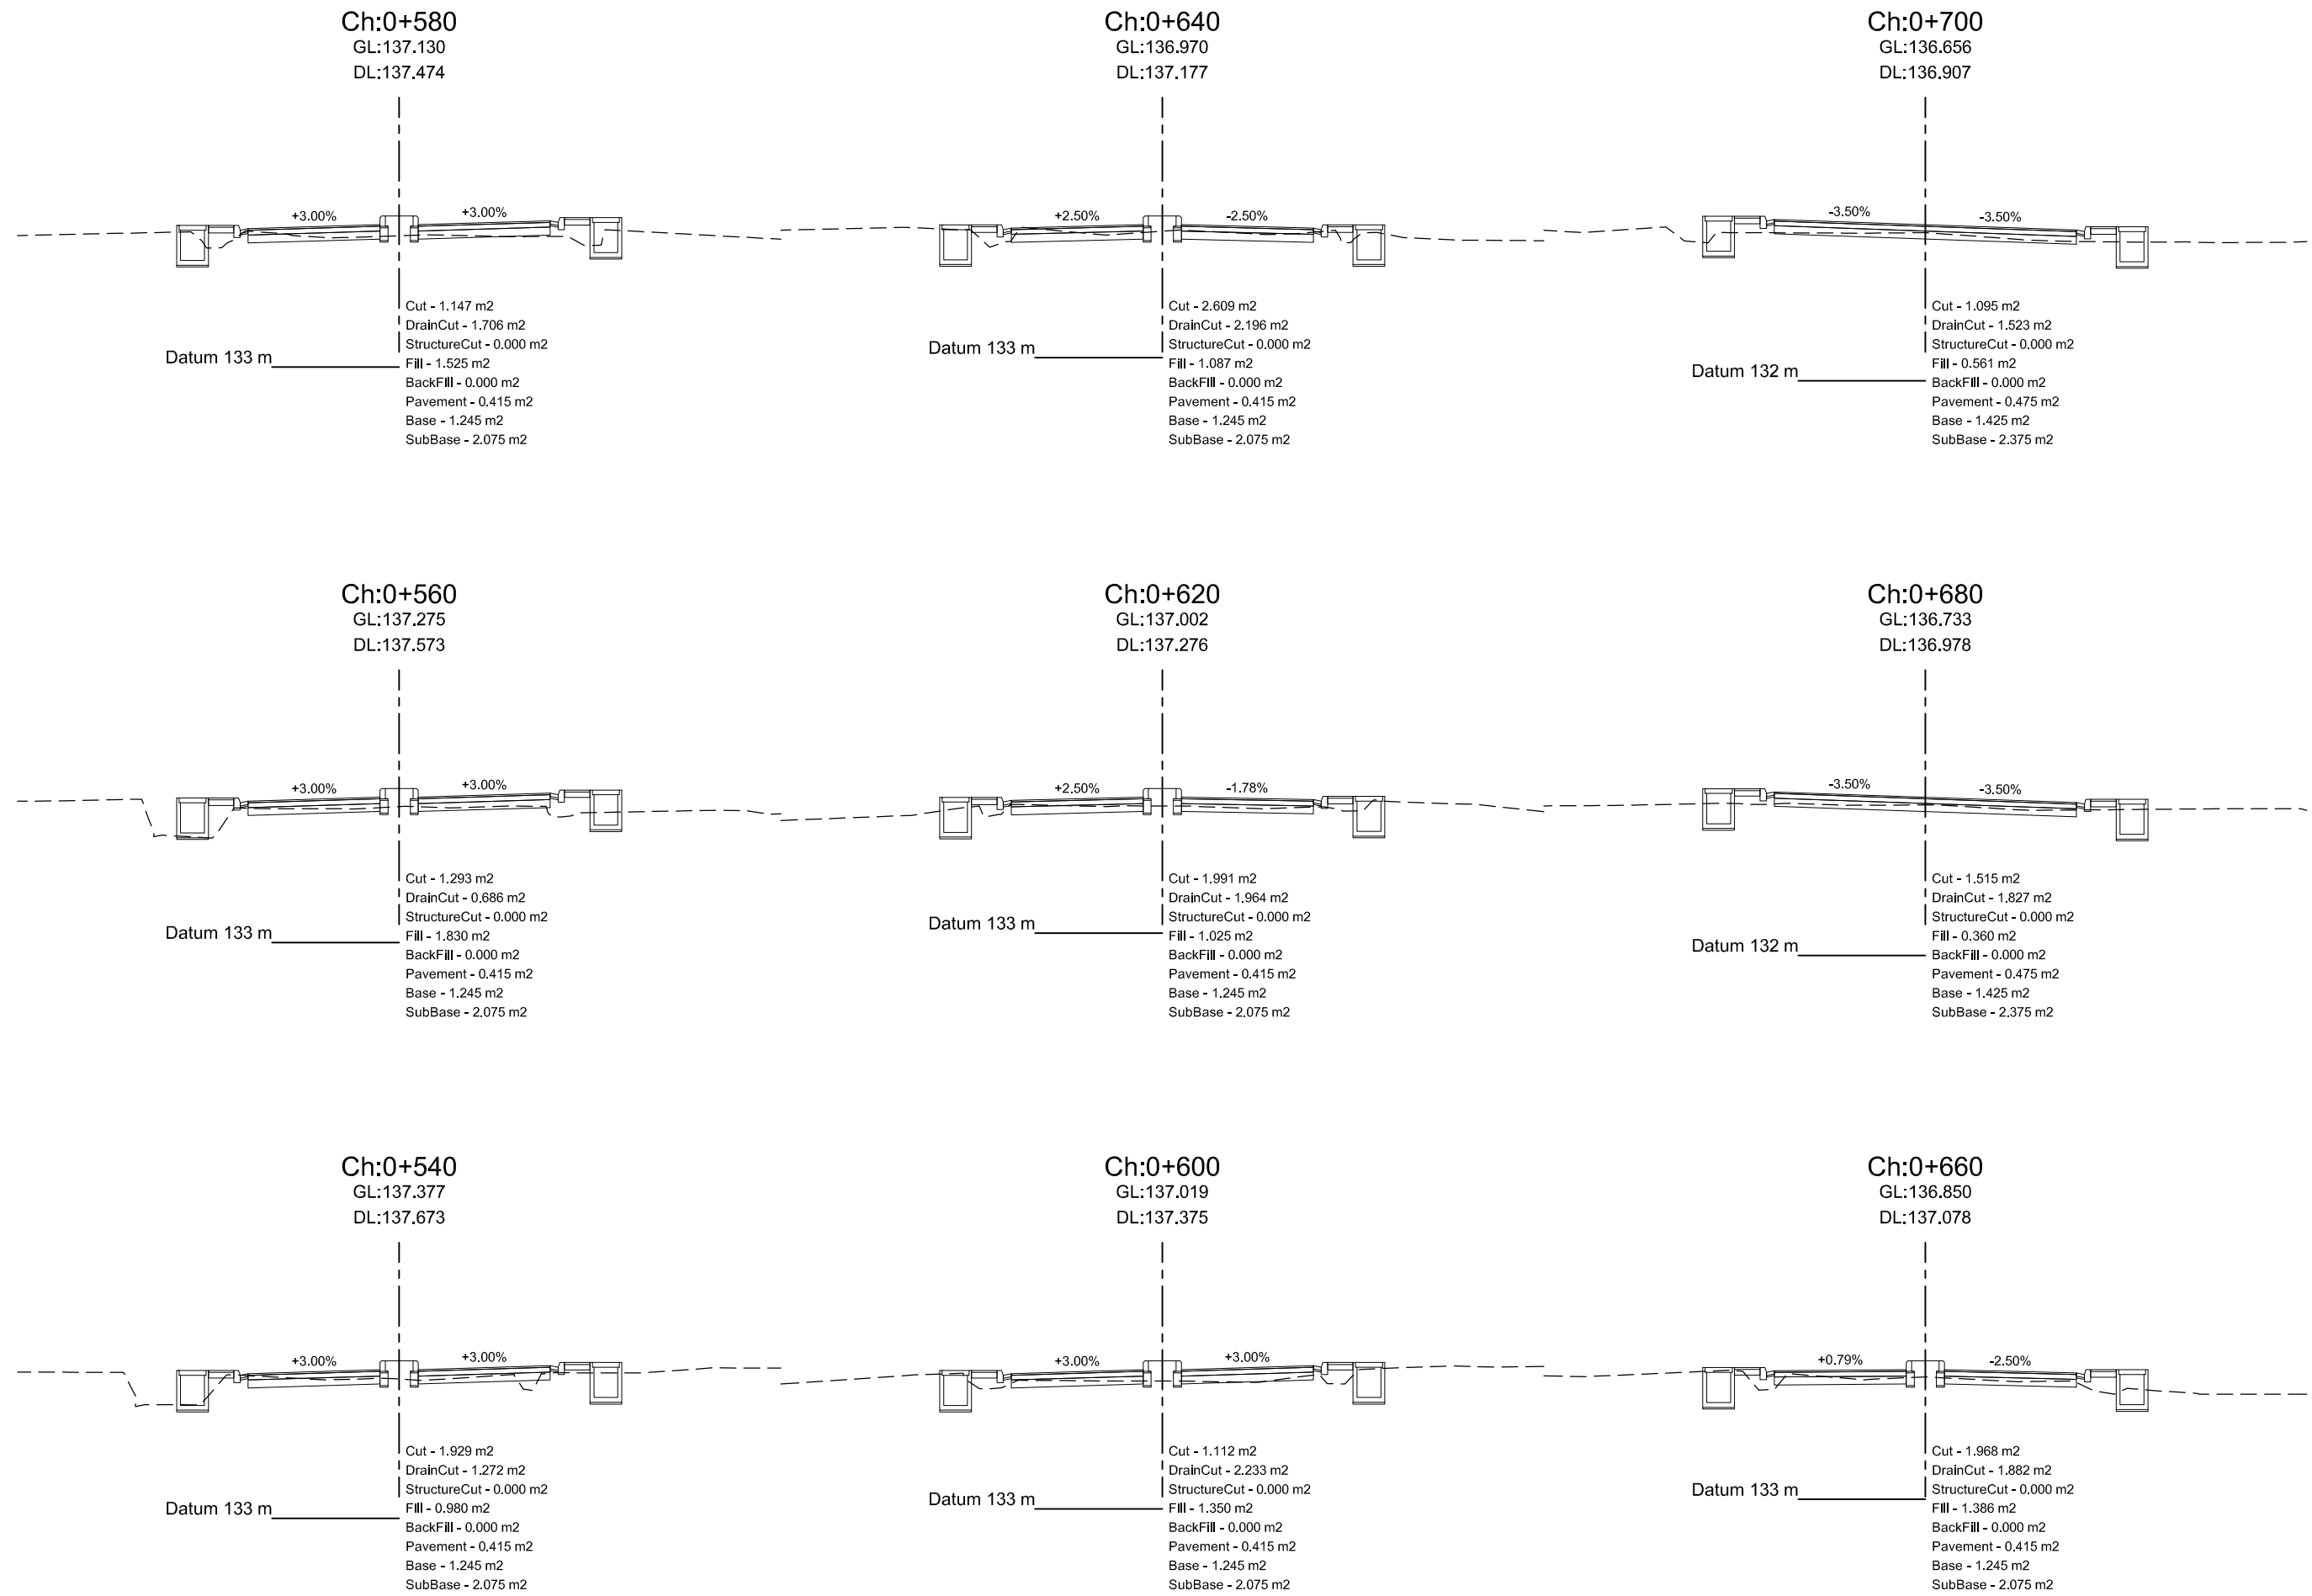 Ch:0+580
GL:137.130
DL:137.474
+3.00%
+3.00%
Cut - 1.147 m2
DrainCut - 1.706 m2
StructureCut - 0.000 m2
Datum 133 m
Fill - 1.525 m2
BackFill - 0.000 m2
Pavement - 0.415 m2
Base - 1.245 m2
SubBase - 2.075 m2
Ch:0+640
GL:136.970
DL:137.177
+2.50%
-2.50%
Cut - 2.609 m2
DrainCut - 2.196 m2
StructureCut - 0.000 m2
Datum 133 m
Fill - 1.087 m2
BackFill - 0.000 m2
Pavement - 0.415 m2
Base - 1.245 m2
SubBase - 2.075 m2
Ch:0+700
GL:136.656
DL:136.907
-3.50%
-3.50%
Cut - 1.095 m2
DrainCut - 1.523 m2
StructureCut - 0.000 m2
Fill - 0.561 m2
Datum 132 m
BackFill - 0.000 m2
Pavement - 0.475 m2
Base - 1.425 m2
SubBase - 2.375 m2
Ch:0+560
GL:137.275
DL:137.573
+3.00%
+3.00%
Cut - 1.293 m2
DrainCut - 0.686 m2
StructureCut - 0.000 m2
Datum 133 m
Fill - 1.830 m2
BackFill - 0.000 m2
Pavement - 0.415 m2
Base - 1.245 m2
SubBase - 2.075 m2
Ch:0+620
GL:137.002
DL:137.276
+2.50%
-1.78%
Cut - 1.991 m2
DrainCut - 1.964 m2
StructureCut - 0.000 m2
Datum 133 m
Fill - 1.025 m2
BackFill - 0.000 m2
Pavement - 0.415 m2
Base - 1.245 m2
SubBase - 2.075 m2
Ch:0+680
GL:136.733
DL:136.978
-3.50%
-3.50%
Cut - 1.515 m2
DrainCut - 1.827 m2
StructureCut - 0.000 m2
Fill - 0.360 m2
Datum 132 m
BackFill - 0.000 m2
Pavement - 0.475 m2
Base - 1.425 m2
SubBase - 2.375 m2
Ch:0+540
GL:137.377
DL:137.673
+3.00%
+3.00%
Cut - 1.929 m2
DrainCut - 1.272 m2
StructureCut - 0.000 m2
Datum 133 m
Fill - 0.980 m2
BackFill - 0.000 m2
Pavement - 0.415 m2
Base - 1.245 m2
SubBase - 2.075 m2
Ch:0+600
GL:137.019
DL:137.375
+3.00%
+3.00%
Cut - 1.112 m2
DrainCut - 2.233 m2
StructureCut - 0.000 m2
Datum 133 m
Fill - 1.350 m2
BackFill - 0.000 m2
Pavement - 0.415 m2
Base - 1.245 m2
SubBase - 2.075 m2
Ch:0+660
GL:136.850
DL:137.078
+0.79%
-2.50%
Cut - 1.968 m2
DrainCut - 1.882 m2
StructureCut - 0.000 m2
Datum 133 m
Fill - 1.386 m2
BackFill - 0.000 m2
Pavement - 0.415 m2
Base - 1.245 m2
SubBase - 2.075 m2